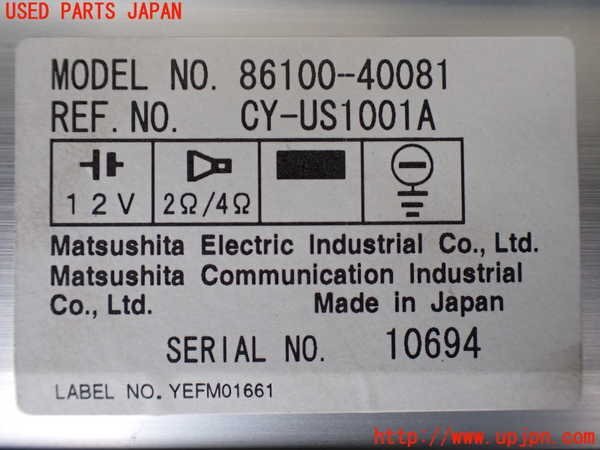 USED PARTS JAPAN
MODEL NO. 86100-40081
REF. NO. CY-US1001A
12V 2Ω/4Ω
Matsushita Electric Industrial Co., Ltd.
Matsushita Communication Industrial
Co., Ltd. Made in Japan
SERIAL NO. 10694
LABEL NO. YEFM01661
http://www.upjpn.com/